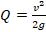 Q = v²/2g